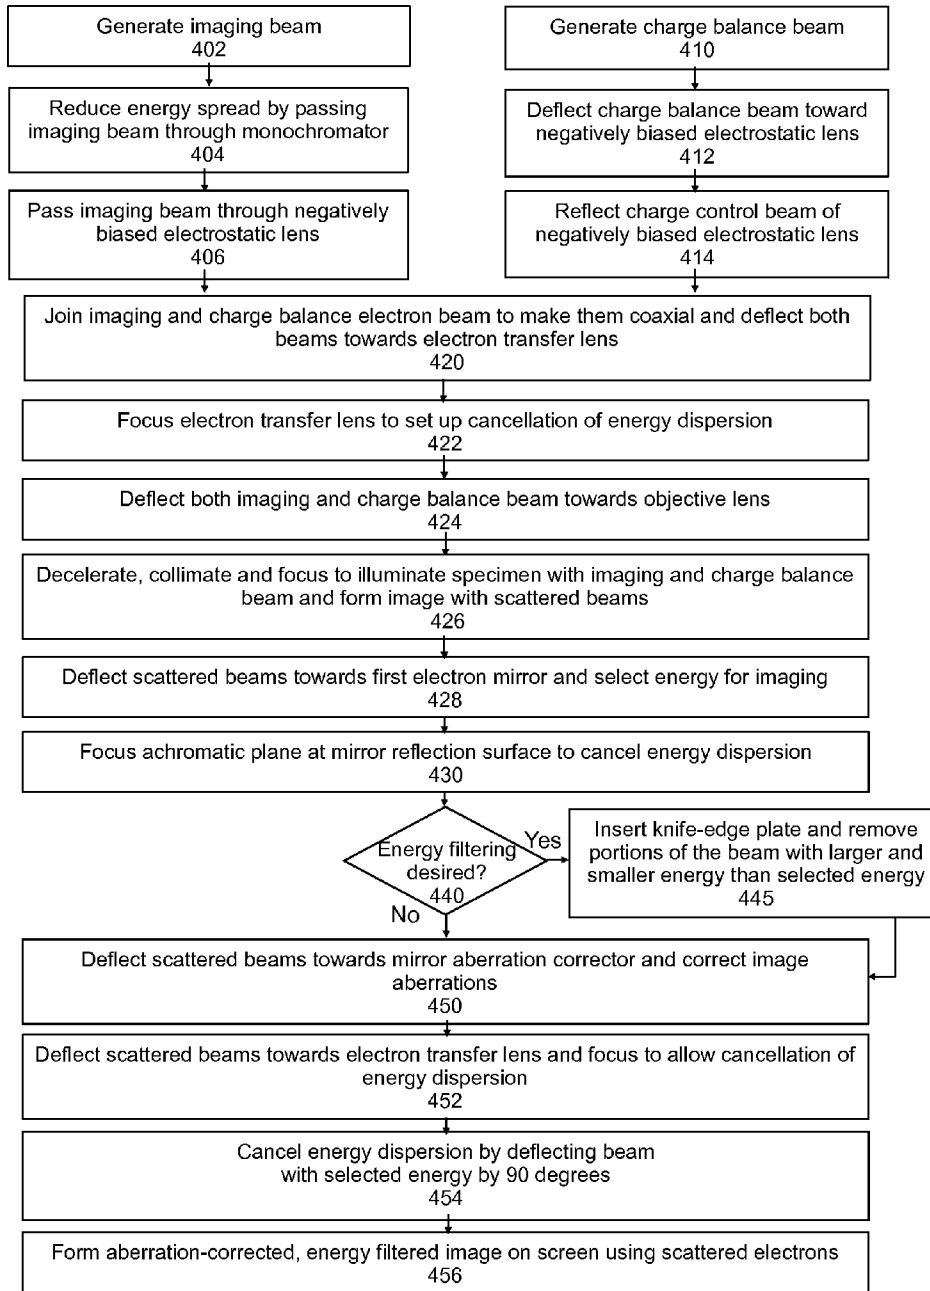 Generate imaging beam
402
Reduce energy spread by passing
imaging beam through monochromator
404
Pass imaging beam through negatively
biased electrostatic lens
406
Generate charge balance beam
410
Deflect charge balance beam toward
negatively biased electrostatic lens
412
Reflect charge control beam of
negatively biased electrostatic lens
414
Join imaging and charge balance electron beam to make them coaxial and deflect both
beams towards electron transfer lens
420
Focus electron transfer lens to set up cancellation of energy dispersion
422
Deflect both imaging and charge balance beam towards objective lens
424
Decelerate, collimate and focus to illuminate specimen with imaging and charge balance
beam and form image with scattered beams
426
Deflect scattered beams towards first electron mirror and select energy for imaging
428
Focus achromatic plane at mirror reflection surface to cancel energy dispersion
430
Energy filtering
desired?
440
Yes
No
Insert knife-edge plate and remove
portions of the beam with larger and
smaller energy than selected energy
445
Deflect scattered beams towards mirror aberration corrector and correct image
aberrations
450
Deflect scattered beams towards electron transfer lens and focus to allow cancellation of
energy dispersion
452
Cancel energy dispersion by deflecting beam
with selected energy by 90 degrees
454
Form aberration-corrected, energy filtered image on screen using scattered electrons
456